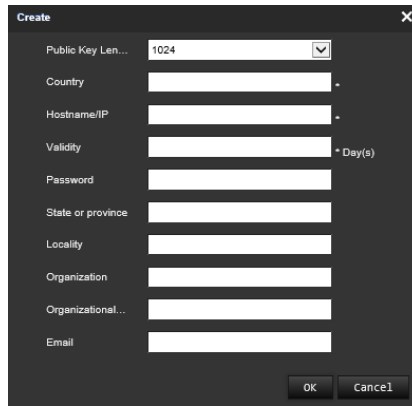 Create
Public Key Len... 1024
Country *
Hostname/IP *
Validity * Day(s)
Password
State or province
Locality
Organization
Organizational...
Email
OK Cancel